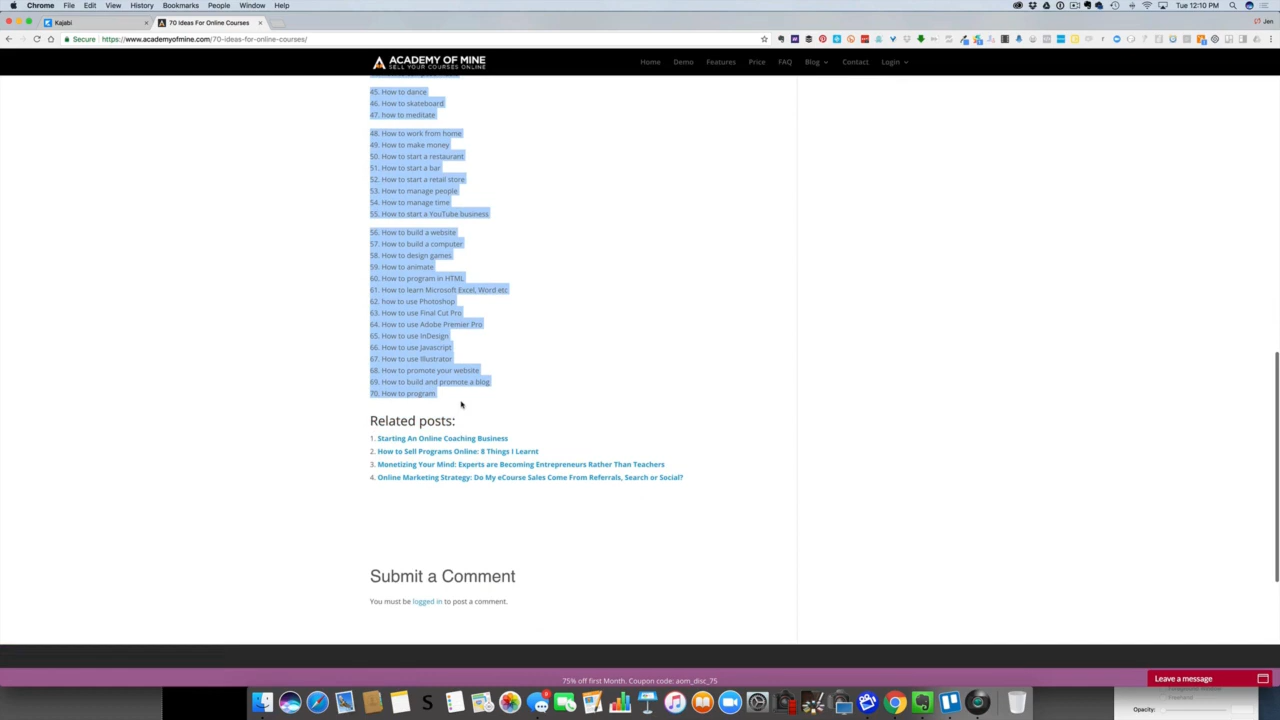 Chrome File Edit View History Bookmarks People Window Help
Tue 12:10 PM
Kajabi
70 Ideas For Online Courses
Jen
Secure https://www.academyofmine.com/70-ideas-for-online-courses/
ACADEMY OF MINE
SELL YOUR COURSES ONLINE
Home Demo Features Price FAQ Blog Contact Login
45. How to dance
46. How to skateboard
47. how to meditate
48. How to work from home
49. How to make money
50. How to start a restaurant
51. How to start a bar
52. How to start a retail store
53. How to manage people
54. How to manage time
55. How to start a YouTube business
56. How to build a website
57. How to build a computer
58. How to design games
59. How to animate
60. How to program in HTML
61. How to learn Microsoft Excel, Word etc
62. how to use Photoshop
63. How to use Final Cut Pro
64. How to use Adobe Premier Pro
65. How to use InDesign
66. How to use Javascript
67. How to use Illustrator
68. How to promote your website
69. How to build and promote a blog
70. How to program
Related posts:
1. Starting An Online Coaching Business
2. How to Sell Programs Online: 8 Things I Learnt
3. Monetizing Your Mind: Experts are Becoming Entrepreneurs Rather Than Teachers
4. Online Marketing Strategy: Do My eCourse Sales Come From Referrals, Search or Social?
Submit a Comment
You must be logged in to post a comment.
75% off first Month. Coupon code: aom_disc_75
Leave a message
Opacity: